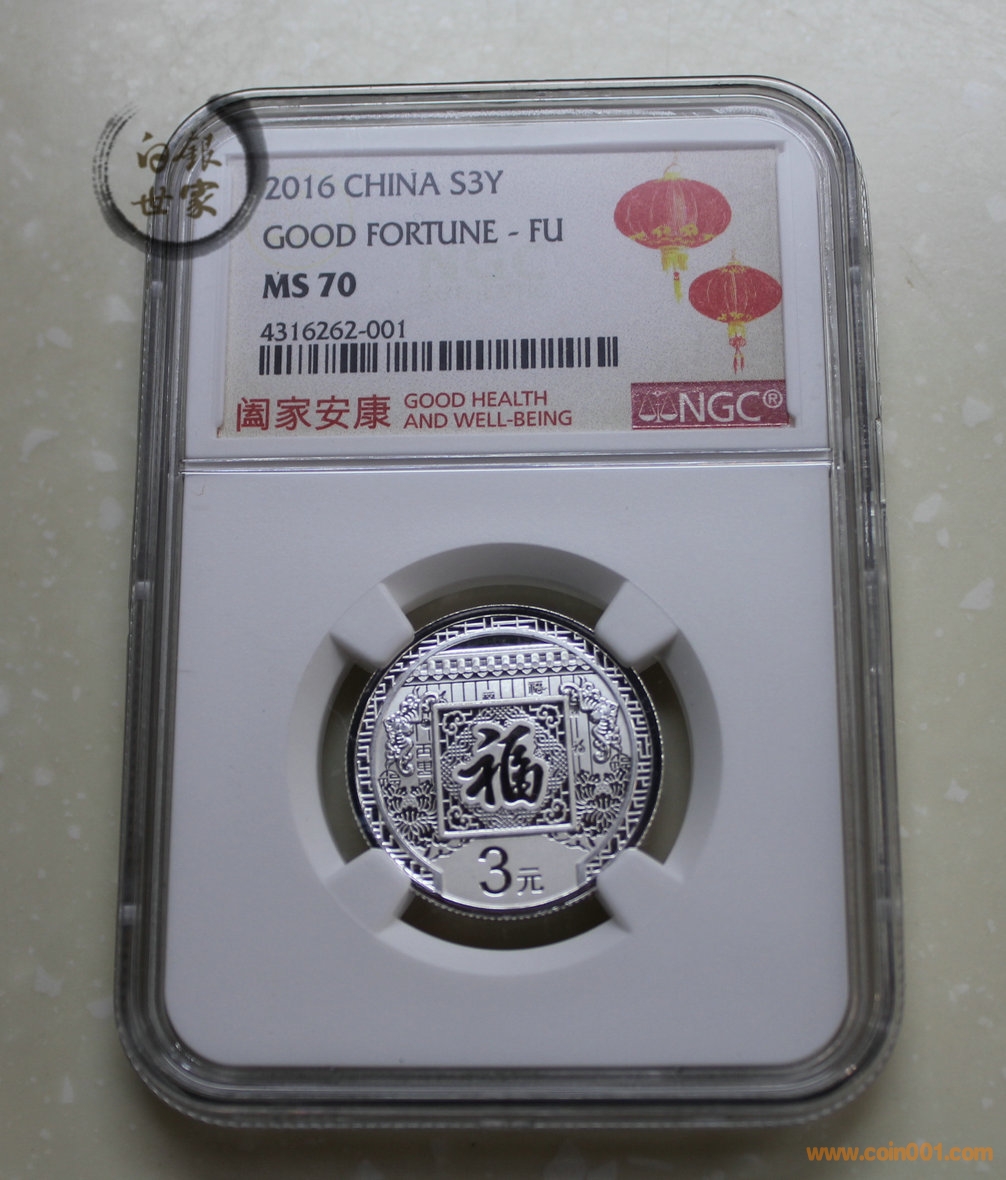 白银
世家
2016 CHINA S3Y
GOOD FORTUNE - FU
MS 70
4316262-001
阖家安康 GOOD HEALTH
AND WELL-BEING
NGC®
福
3元
www.coin001.com